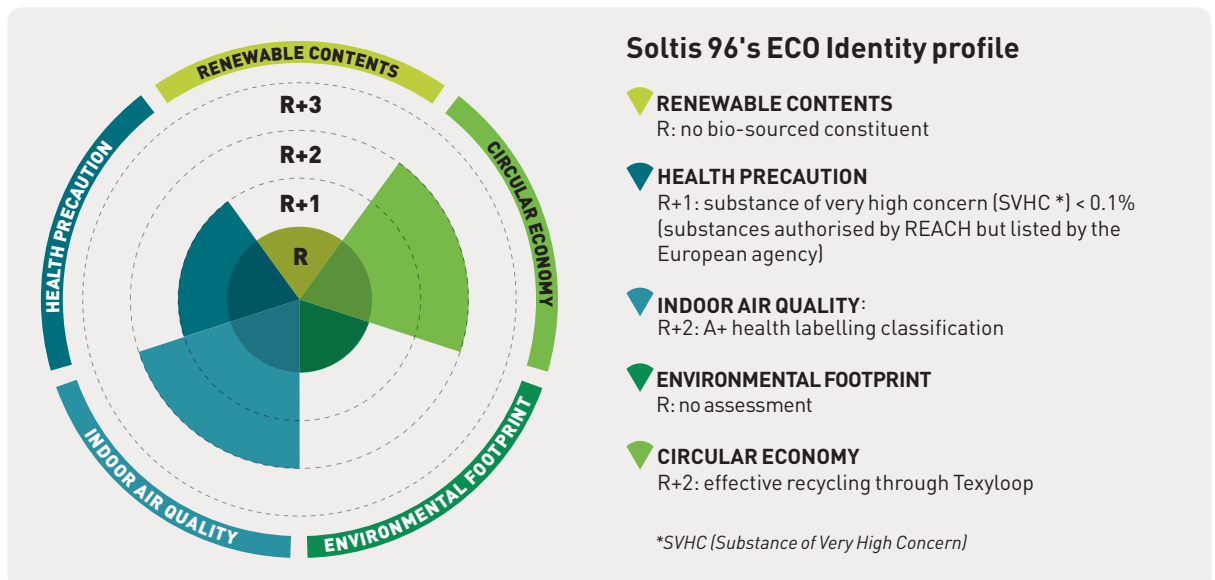 RENEWABLE CONTENTS
HEALTH PRECAUTION
CIRCULAR ECONOMY
INDOOR AIR QUALITY
ENVIRONMENTAL FOOTPRINT
R+3
R+2
R+1
R
Soltis 96's ECO Identity profile
RENEWABLE CONTENTS
R: no bio-sourced constituent
HEALTH PRECAUTION
R+1: substance of very high concern (SVHC *) < 0.1%
(substances authorised by REACH but listed by the
European agency)
INDOOR AIR QUALITY:
R+2: A+ health labelling classification
ENVIRONMENTAL FOOTPRINT
R: no assessment
CIRCULAR ECONOMY
R+2: effective recycling through Texyloop
*SVHC (Substance of Very High Concern)